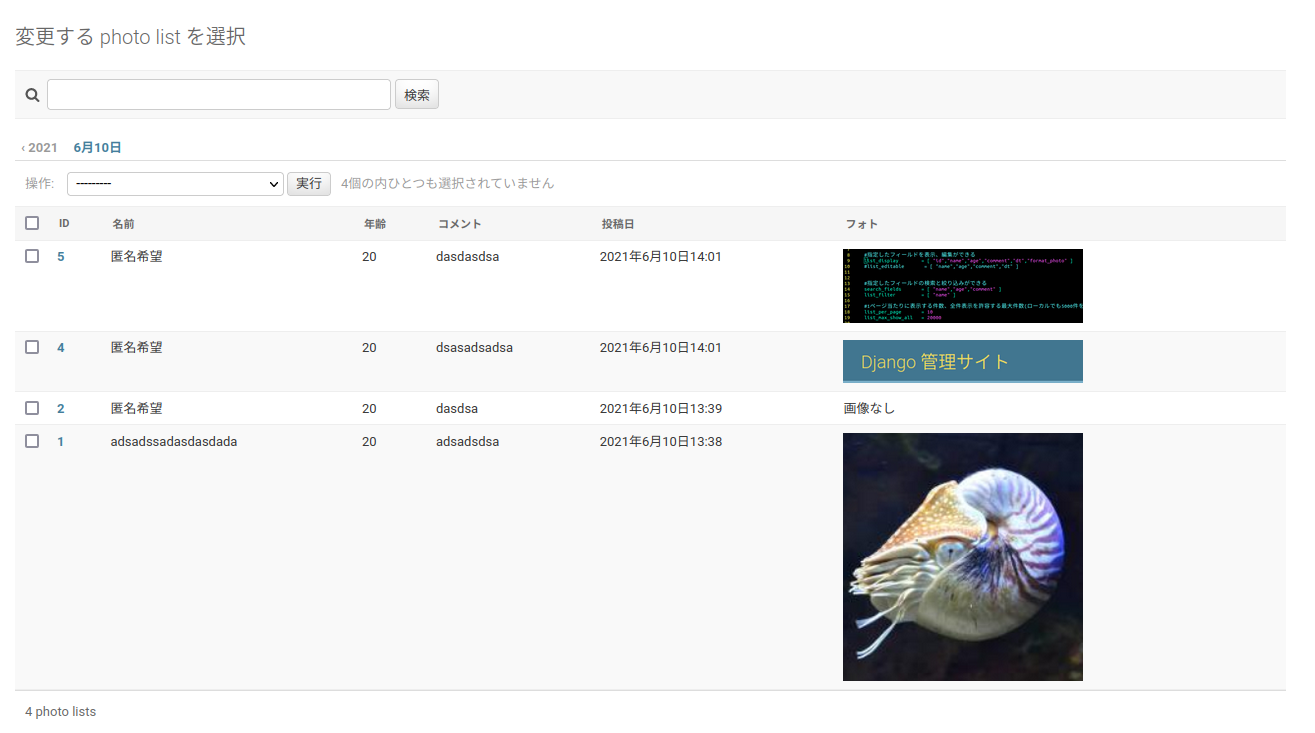 変更する photo list を選択
検索
‹ 2021 6月10日
操作: --------- 実行 4個の内ひとつも選択されていません
ID 名前 年齢 コメント 投稿日 フォト
5 匿名希望 20 dasdasdsa 2021年6月10日14:01
8 #指定したフィールドを表示、編集ができる
9 list_display = [ "id","name","age","comment","dt","format_photo" ]
10 #list_editable = [ "name","age","comment","dt" ]
11
12
13 #指定したフィールドの検索と絞り込みができる
14 search_fields = [ "name","age","comment" ]
15 list_filter = [ "name" ]
16
17 #1ページ当たりに表示する件数、全件表示を許容する最大件数(ローカルでも5000件を
18 list_per_page = 10
19 list_max_show_all = 20000
4 匿名希望 20 dsasadsadsa 2021年6月10日14:01
Django 管理サイト
2 匿名希望 20 dasdsa 2021年6月10日13:39 画像なし
1 adsadssadasdasdada 20 adsadsdsa 2021年6月10日13:38
4 photo lists